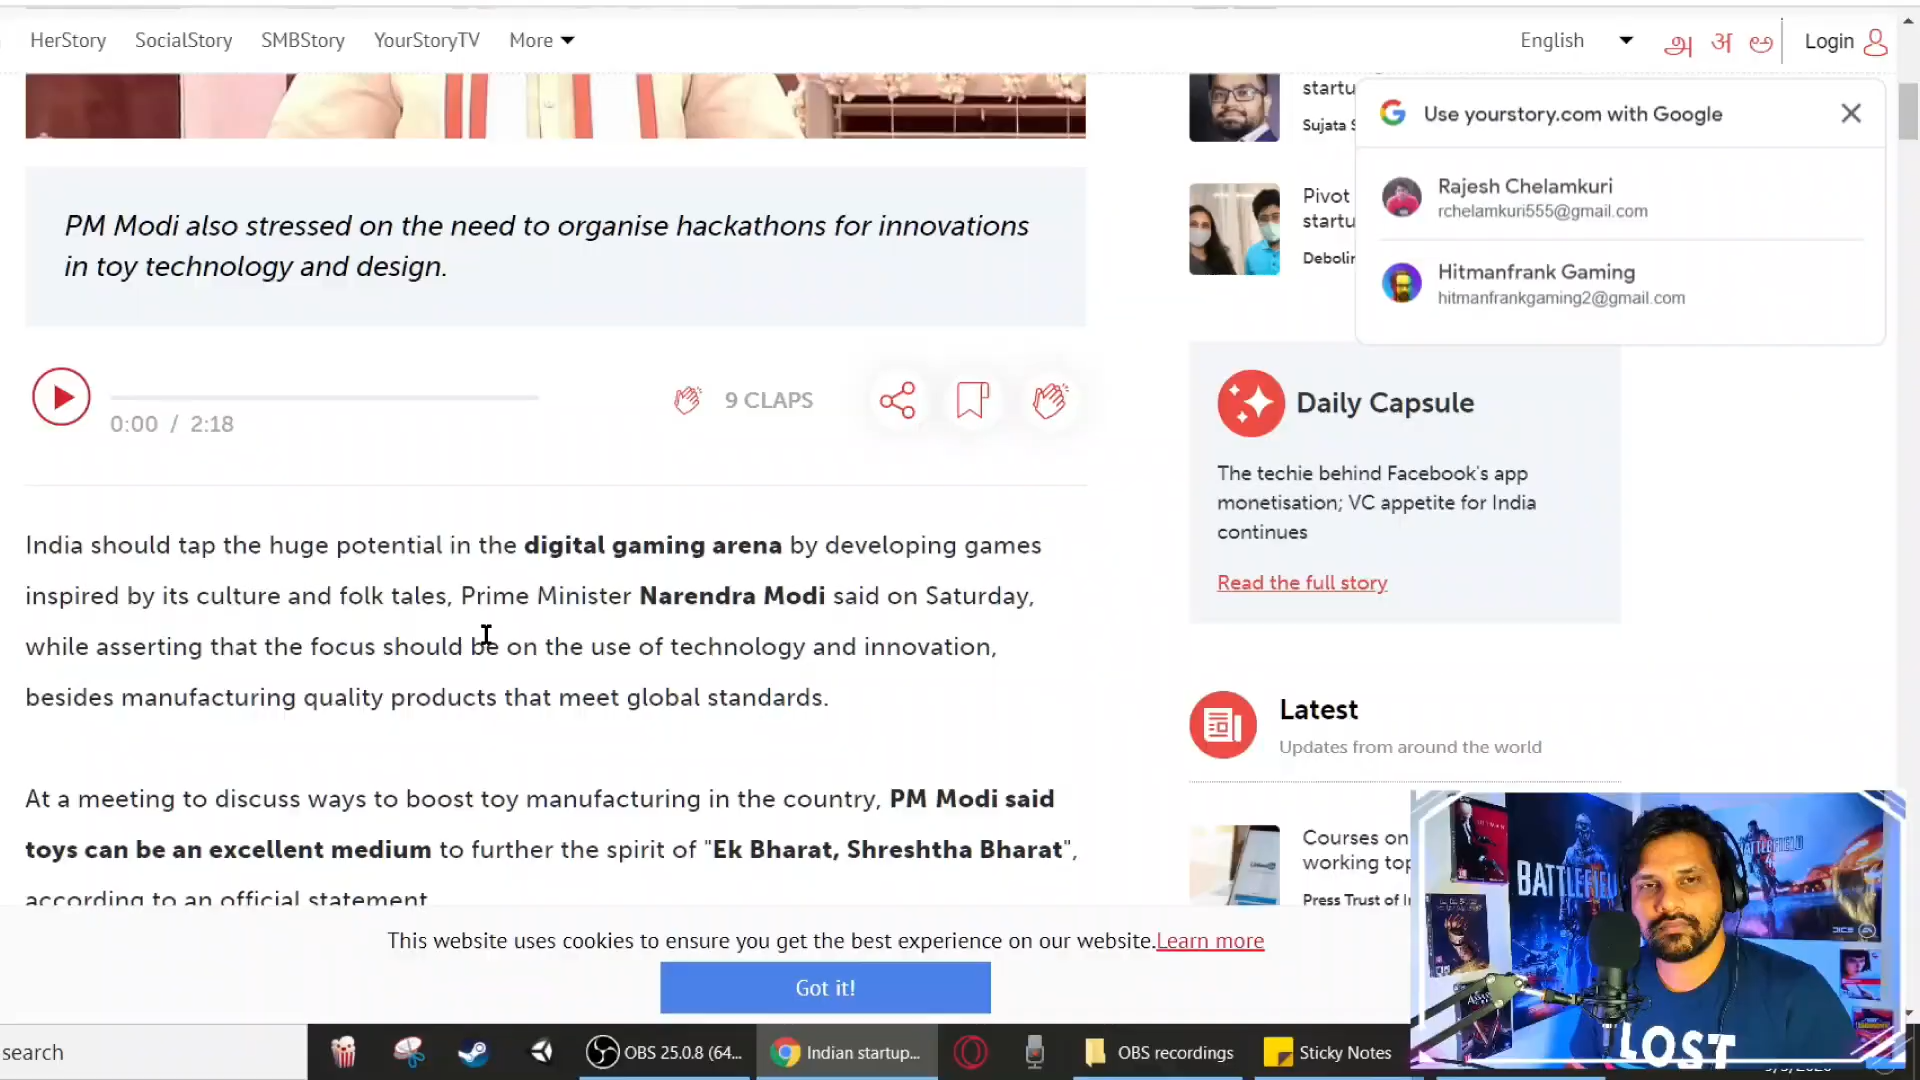 HerStory SocialStory SMBStory YourStoryTV More
English அ अ అ Login
startu
Sujata S
Use yourstory.com with Google
Rajesh Chelamkuri
rchelamkuri555@gmail.com
Hitmanfrank Gaming
hitmanfrankgaming2@gmail.com
Pivot
startu
Debolir
PM Modi also stressed on the need to organise hackathons for innovations
in toy technology and design.
0:00 / 2:18
9 CLAPS
Daily Capsule
The techie behind Facebook's app
monetisation; VC appetite for India
continues
Read the full story
India should tap the huge potential in the digital gaming arena by developing games
inspired by its culture and folk tales, Prime Minister Narendra Modi said on Saturday,
while asserting that the focus should be on the use of technology and innovation,
besides manufacturing quality products that meet global standards.
Latest
Updates from around the world
At a meeting to discuss ways to boost toy manufacturing in the country, PM Modi said
toys can be an excellent medium to further the spirit of "Ek Bharat, Shreshtha Bharat",
according to an official statement.
Courses on
working top
Press Trust of Ir
This website uses cookies to ensure you get the best experience on our website.Learn more
Got it!
BATTLEFIELD
BATTLEFIELD
DICE
LOST
search
OBS 25.0.8 (64...
Indian startup...
OBS recordings
Sticky Notes